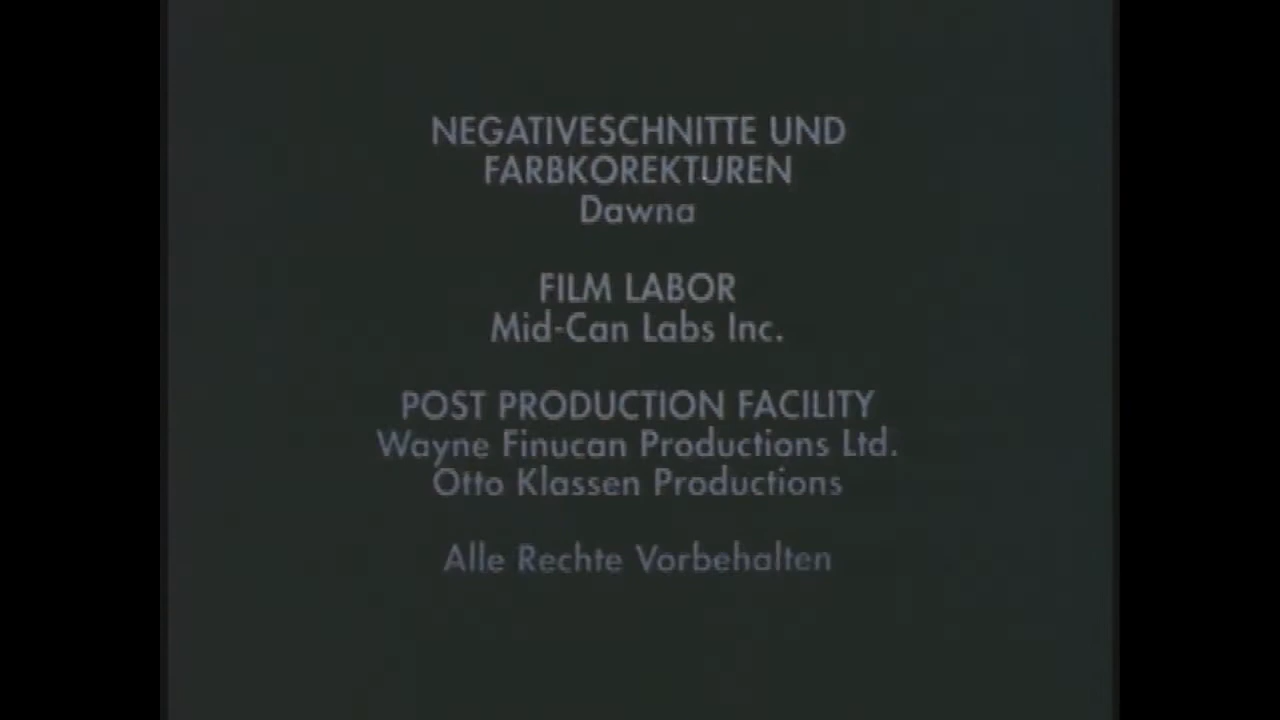 NEGATIVESCHNITTE UND
FARBKOREKTUREN
Dawna
FILM LABOR
Mid-Can Labs Inc.
POST PRODUCTION FACILITY
Wayne Finucan Productions Ltd.
Otto Klassen Productions
Alle Rechte Vorbehalten